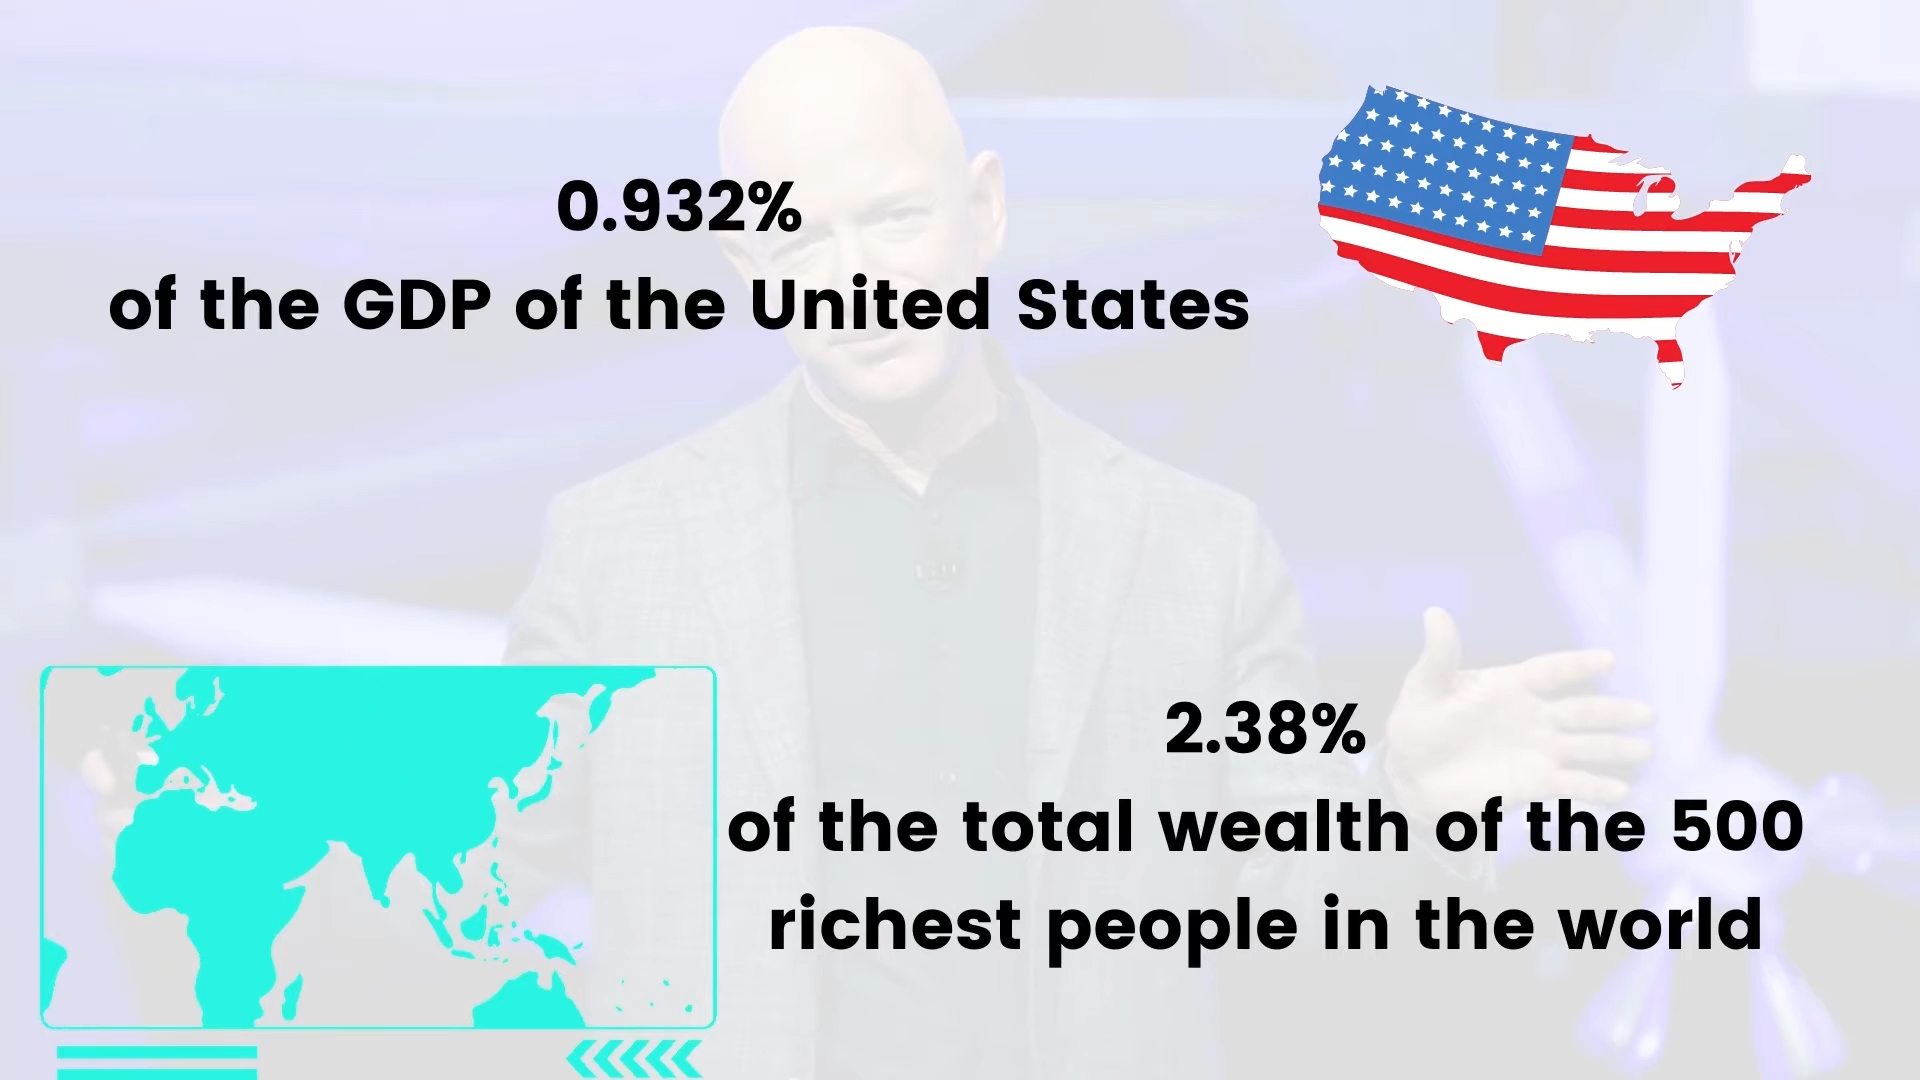 0.932%
of the GDP of the United States
2.38%
of the total wealth of the 500
richest people in the world